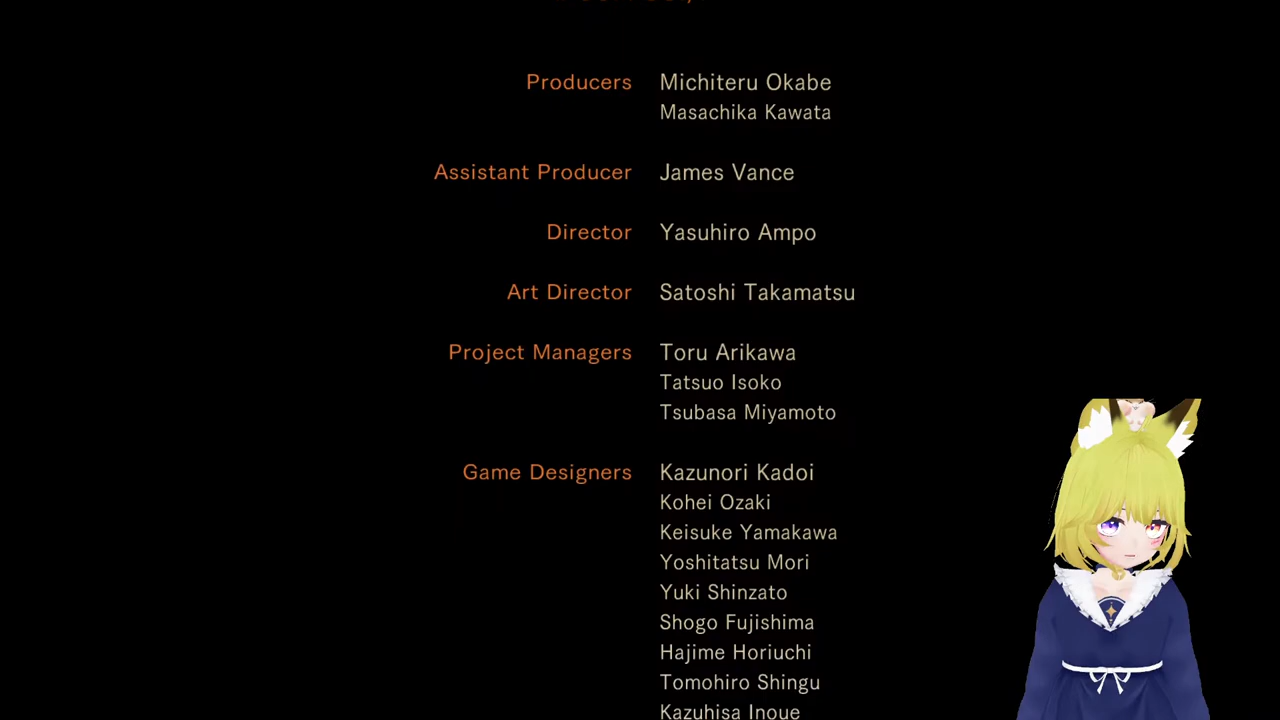 Producers Michiteru Okabe
Masachika Kawata
Assistant Producer James Vance
Director Yasuhiro Ampo
Art Director Satoshi Takamatsu
Project Managers Toru Arikawa
Tatsuo Isoko
Tsubasa Miyamoto
Game Designers Kazunori Kadoi
Kohei Ozaki
Keisuke Yamakawa
Yoshitatsu Mori
Yuki Shinzato
Shogo Fujishima
Hajime Horiuchi
Tomohiro Shingu
Kazuhisa Inoue